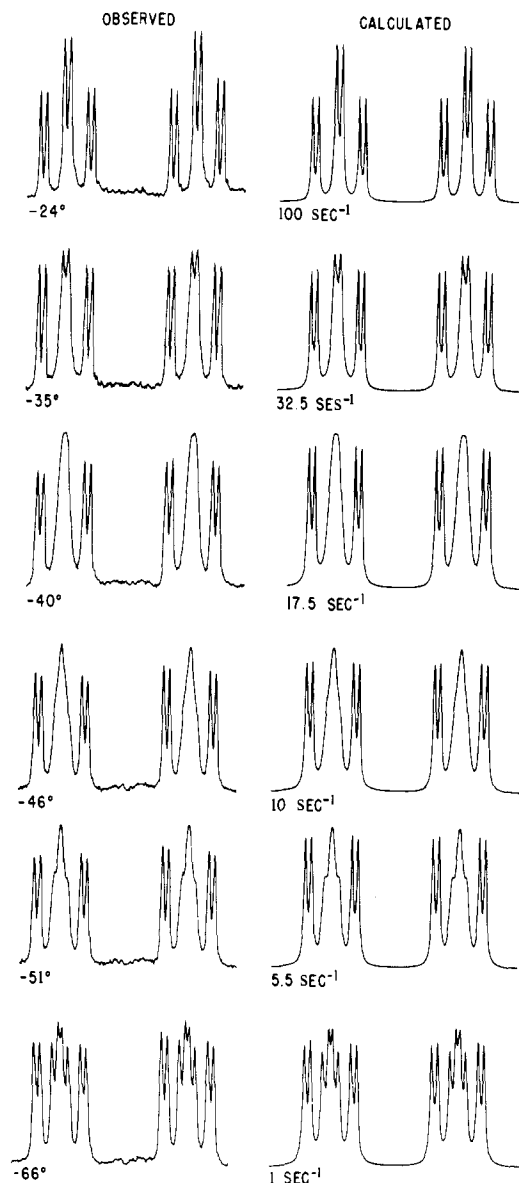 OBSERVED CALCULATED
-24° 100 SEC-1
-35° 32.5 SES-1
-40° 17.5 SEC-1
-46° 10 SEC-1
-51° 5.5 SEC-1
-66° 1 SEC-1